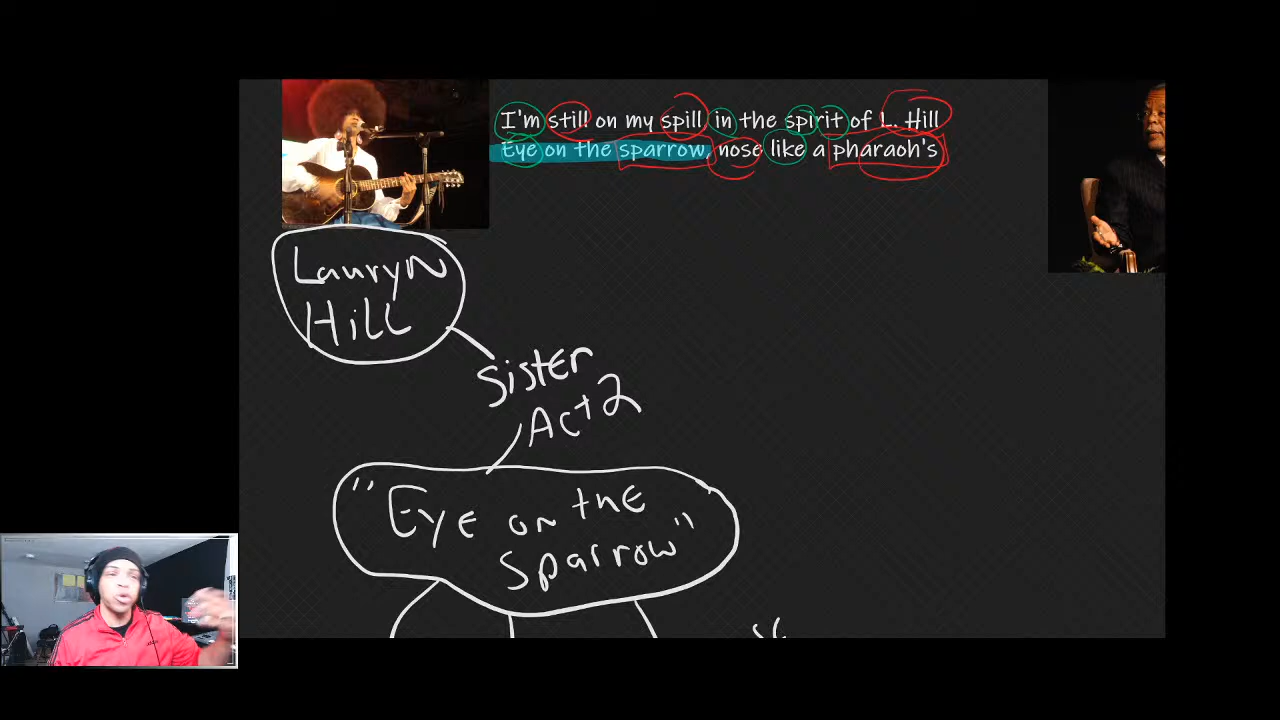 I'm still on my spill in the spirit of L. Hill
Eye on the sparrow, nose like a pharaoh's
Lauryn
Hill
Sister
Act 2
"Eye on the
Sparrow"